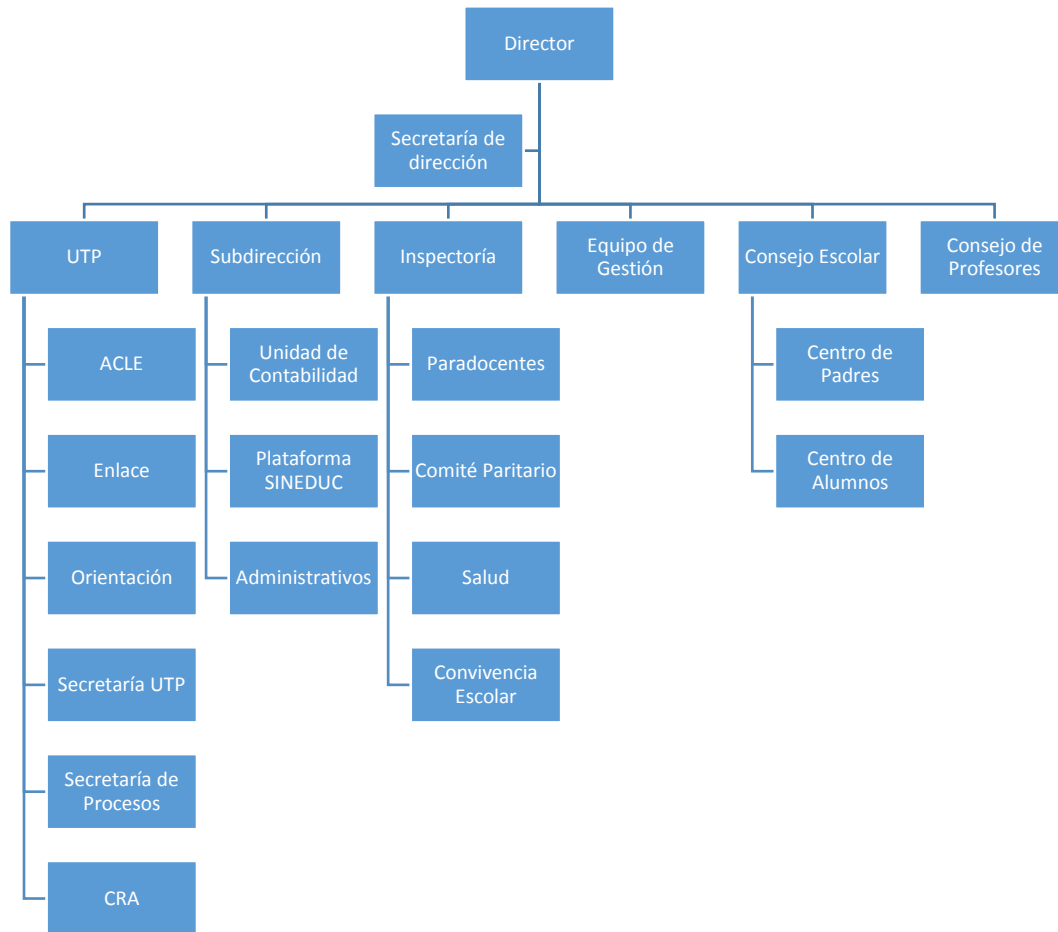 Director
Secretaría de
dirección
UTP
Subdirección
Inspectoría
Equipo de
Gestión
Consejo Escolar
Consejo de
Profesores
ACLE
Enlace
Orientación
Secretaría UTP
Secretaría de
Procesos
CRA
Unidad de
Contabilidad
Plataforma
SINEDUC
Administrativos
Paradocentes
Comité Paritario
Salud
Convivencia
Escolar
Centro de
Padres
Centro de
Alumnos